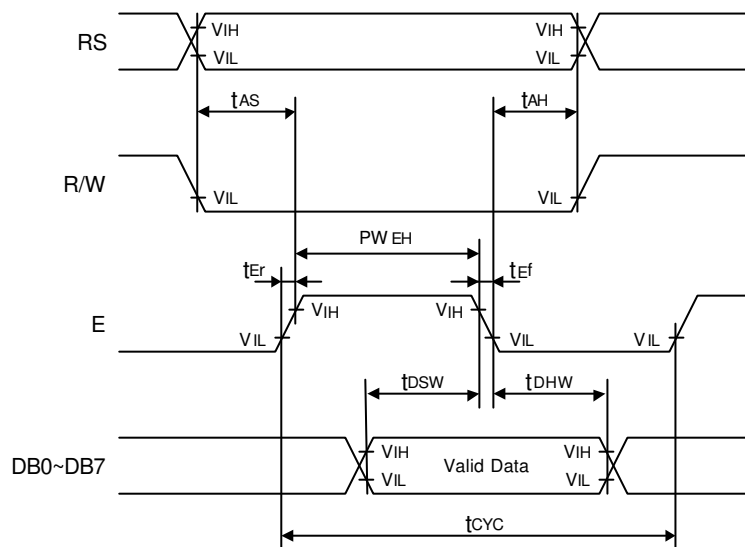 RS
VIH
VIL
VIH
VIL
tAS
tAH
R/W
VIL
VIL
PW EH
tEr
tEf
E
VIL
VIH
VIH
VIL
VIL
tDSW
tDHW
DB0~DB7
VIH
VIL
Valid Data
VIH
VIL
tCYC